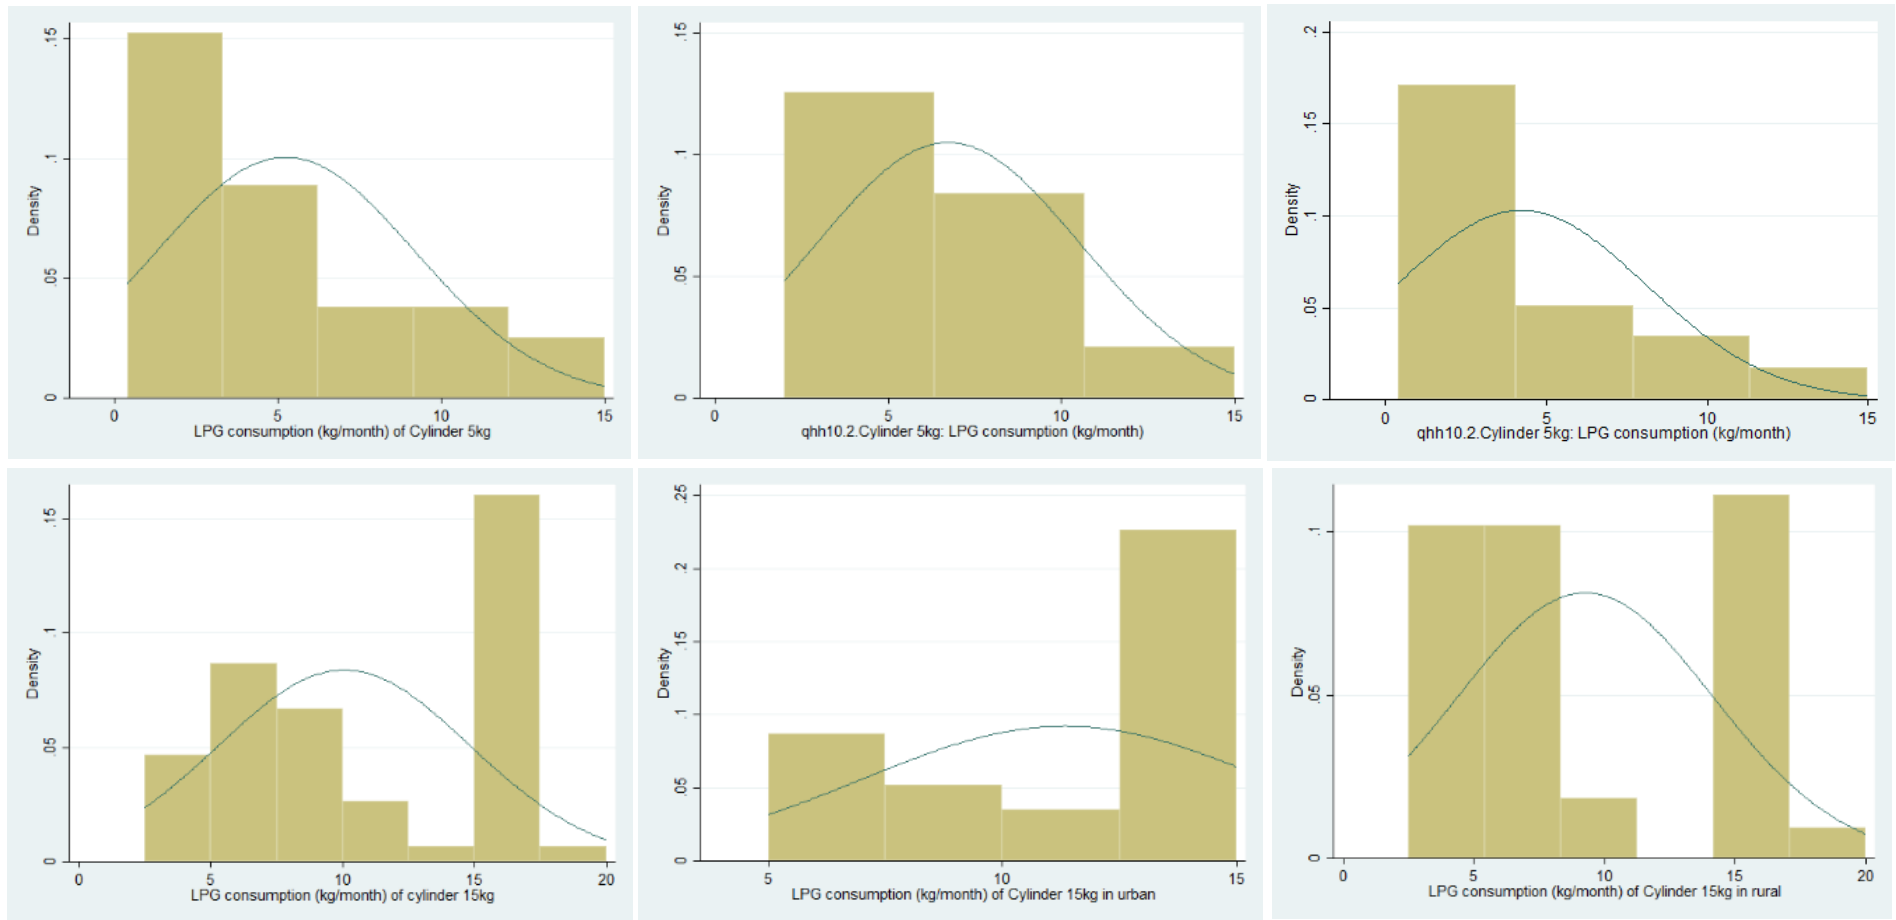 .15
.1
.05
0
Density
0 5 10 15
LPG consumption (kg/month) of Cylinder 5kg
.15
.1
.05
0
Density
0 5 10 15
qhh10.2.Cylinder 5kg: LPG consumption (kg/month)
.2
.15
.1
.05
0
Density
0 5 10 15
qhh10.2.Cylinder 5kg: LPG consumption (kg/month)
.15
.1
.05
0
Density
0 5 10 15 20
LPG consumption (kg/month) of cylinder 15kg
.25
.2
.15
.1
.05
0
Density
5 10 15
LPG consumption (kg/month) of Cylinder 15kg in urban
.1
.05
0
Density
0 5 10 15 20
LPG consumption (kg/month) of Cylinder 15kg in rural